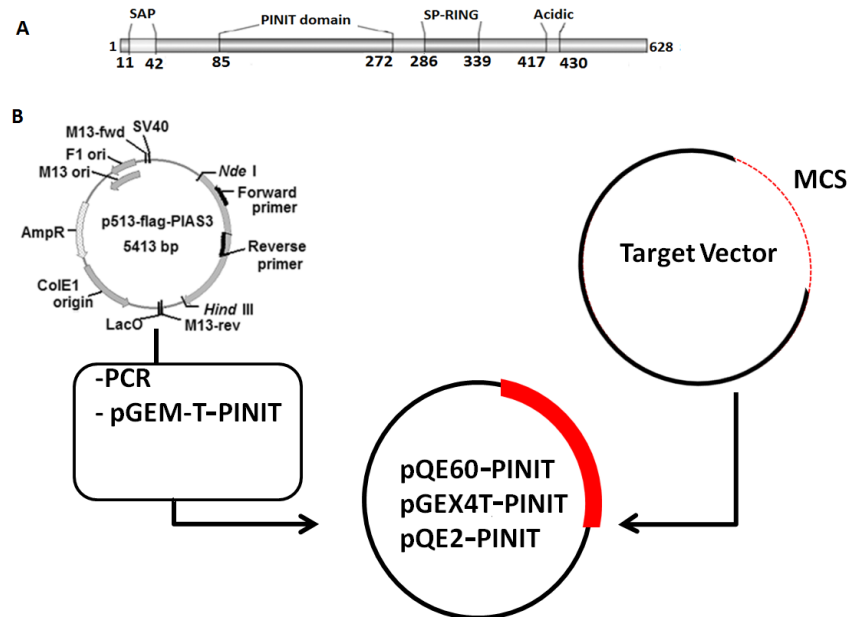 A
SAP
PINIT domain
SP-RING
Acidic
1
628
11
42
85
272
286
339
417
430
B
M13-fwd
SV40
F1 ori
M13 ori
Nde I
Forward
primer
p513-flag-PIAS3
5413 bp
AmpR
Reverse
primer
ColE1
origin
Hind III
LacO
M13-rev
MCS
Target Vector
-PCR
- pGEM-T-PINIT
pQE60-PINIT
pGEX4T-PINIT
pQE2-PINIT